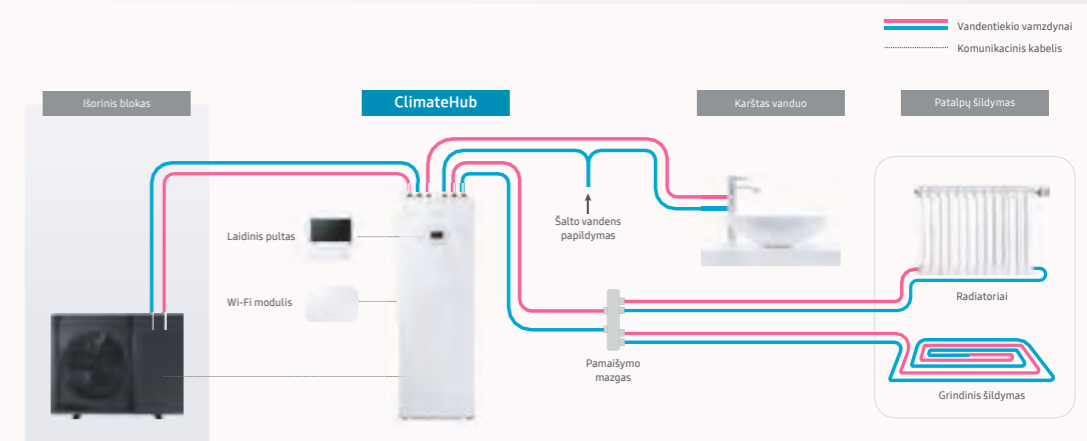 Vandentiekio vamzdynai
Komunikacinis kabelis
Išorinis blokas
ClimateHub
Karštas vanduo
Patalpų šildymas
Šalto vandens
papildymas
Laidinis pultas
Wi-Fi modulis
Radiatoriai
Pamaišymo
mazgas
Grindinis šildymas